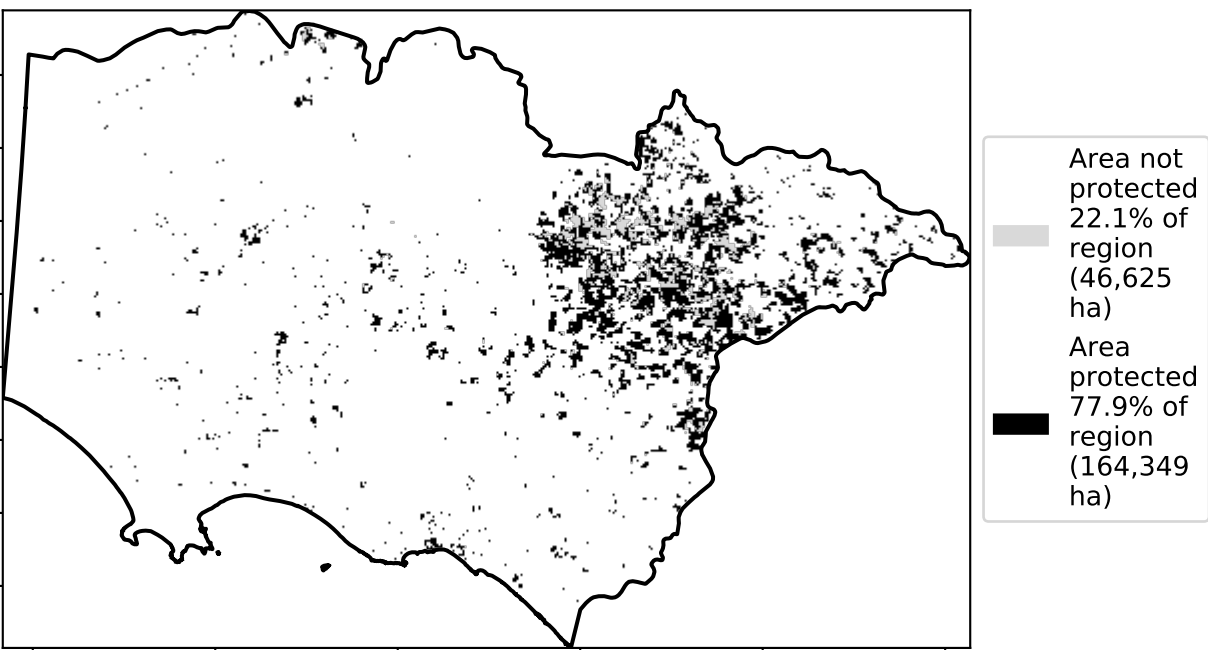 Area not
protected
22.1% of
region
(46,625
ha)
Area
protected
77.9% of
region
(164,349
ha)